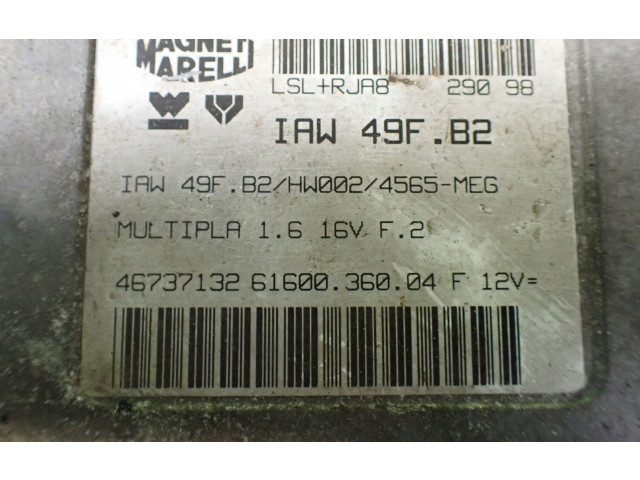 MAGNETI
MARELLI
LSL+RJA8 290 98
IAW 49F.B2
IAW 49F.B2/HW002/4565-MEG
MULTIPLA 1.6 16V F.2
46737132 61600.360.04 F 12V=